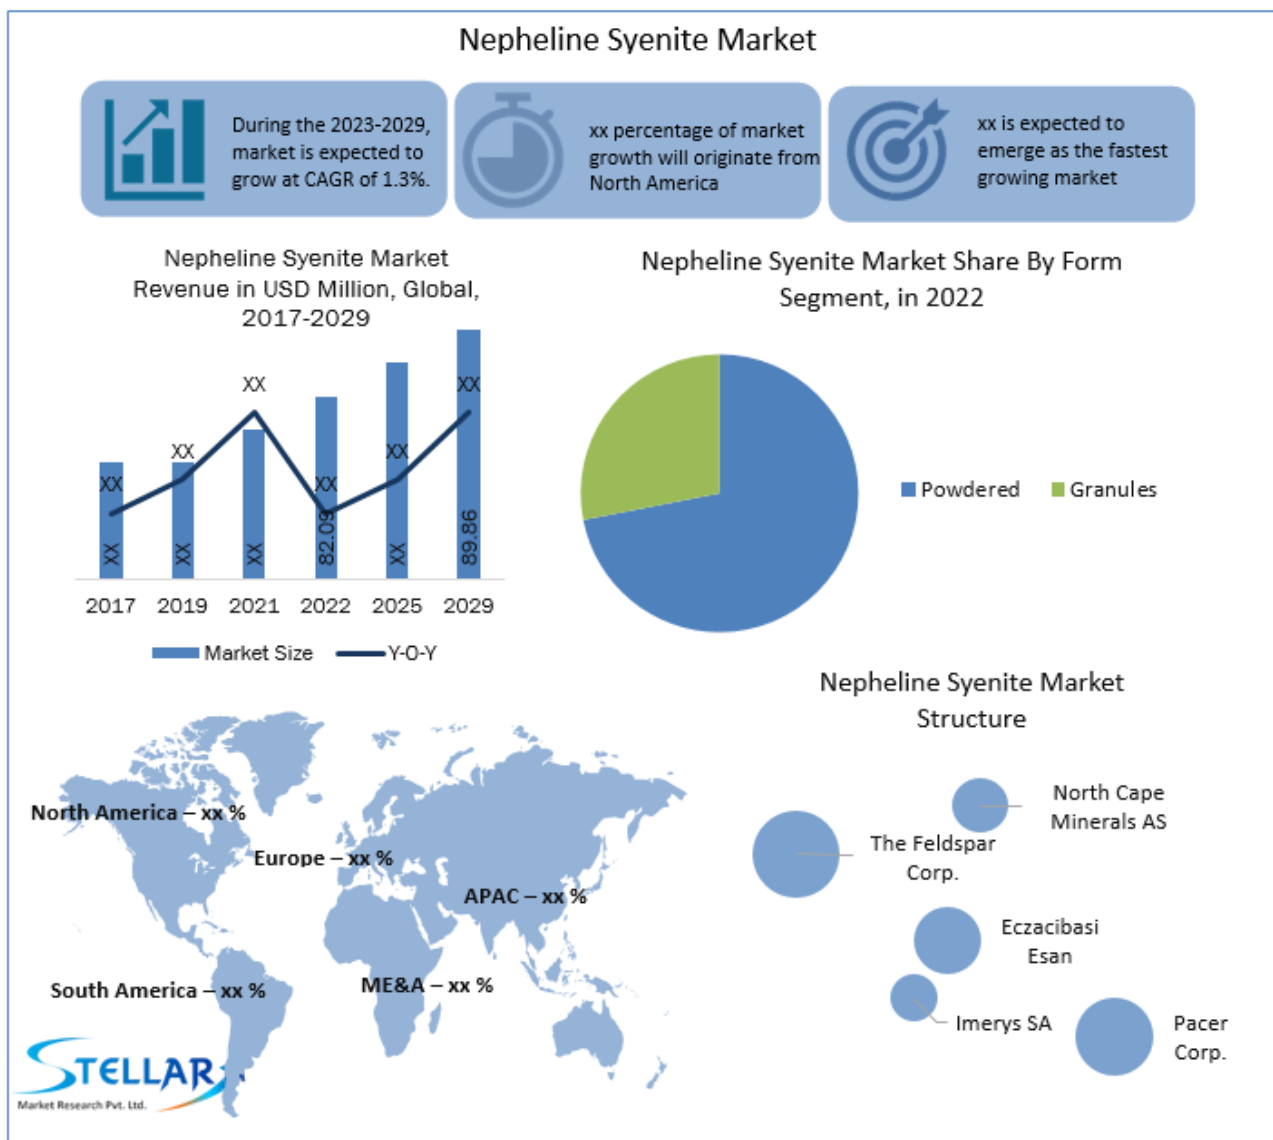 Nepheline Syenite Market
During the 2023-2029,
market is expected to
grow at CAGR of 1.3%.
xx percentage of market
growth will originate from
North America
xx is expected to
emerge as the fastest
growing market
Nepheline Syenite Market
Revenue in USD Million, Global,
2017-2029
XX
XX
XX
XX
XX
XX
XX
XX
XX
82.09
XX
89.86
2017 2019 2021 2022 2025 2029
Market Size Y-O-Y
Nepheline Syenite Market Share By Form
Segment, in 2022
Powdered Granules
North America – xx %
Europe – xx %
APAC – xx %
South America – xx %
ME&A – xx %
Nepheline Syenite Market
Structure
North Cape
Minerals AS
The Feldspar
Corp.
Eczacibasi
Esan
Imerys SA
Pacer
Corp.
STELLAR
Market Research Pvt. Ltd.